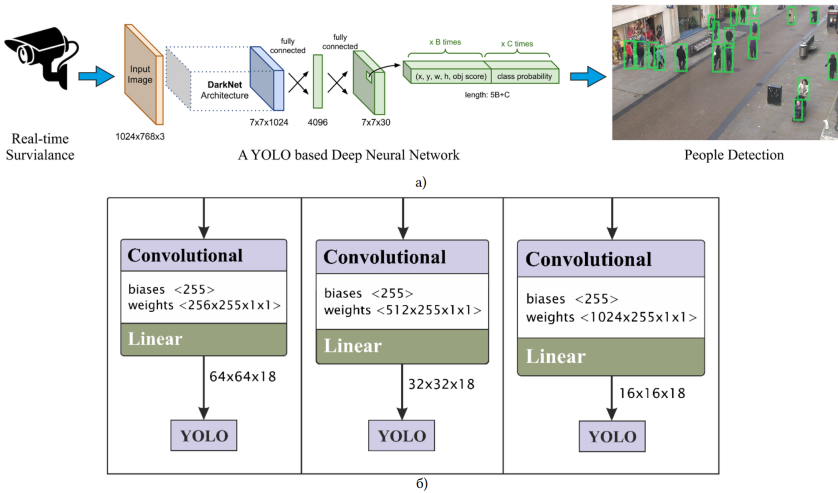 fully
connected
fully
connected
x B times
x C times
Input
Image
DarkNet
Architecture
(x, y, w, h, obj score)
class probability
length: 5B+C
1024x768x3
7x7x1024
4096
7x7x30
Real-time
Survialance
A YOLO based Deep Neural Network
People Detection
а)
Convolutional
biases <255>
weights <256x255x1x1>
Linear
64x64x18
YOLO
Convolutional
biases <255>
weights <512x255x1x1>
Linear
32x32x18
YOLO
Convolutional
biases <255>
weights <1024x255x1x1>
Linear
16x16x18
YOLO
б)